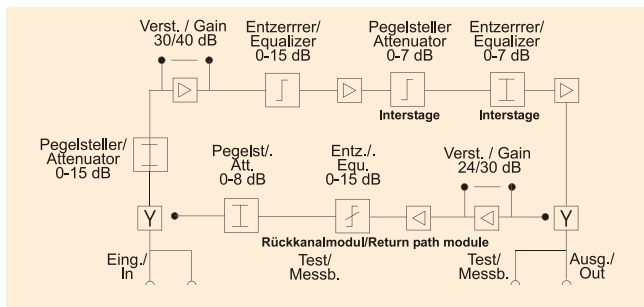 Verst. / Gain
30/40 dB
Entzerrrer/
Equalizer
0-15 dB
Pegelsteller
Attenuator
0-7 dB
Entzerrer/
Equalizer
0-7 dB
Interstage
Interstage
Pegelsteller/
Attenuator
0-15 dB
Pegelst/.
Att.
0-8 dB
Entz./.
Equ.
0-15 dB
Verst. / Gain
24/30 dB
Y
Y
Rückkanalmodul/Return path module
Eing./
In
Test/
Messb.
Test/
Messb.
Ausg./
Out